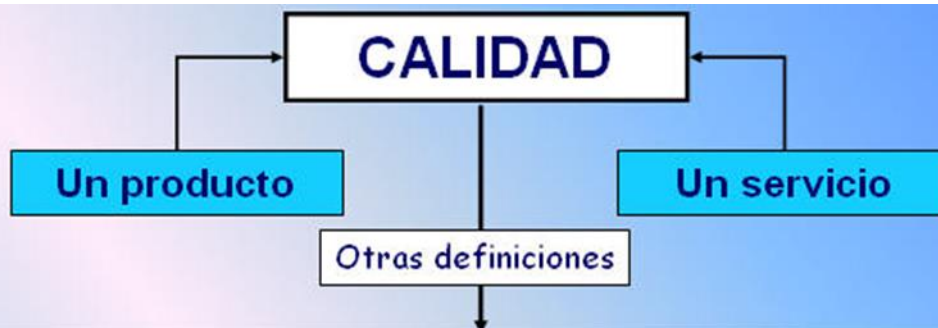 CALIDAD
Un producto
Un servicio
Otras definiciones